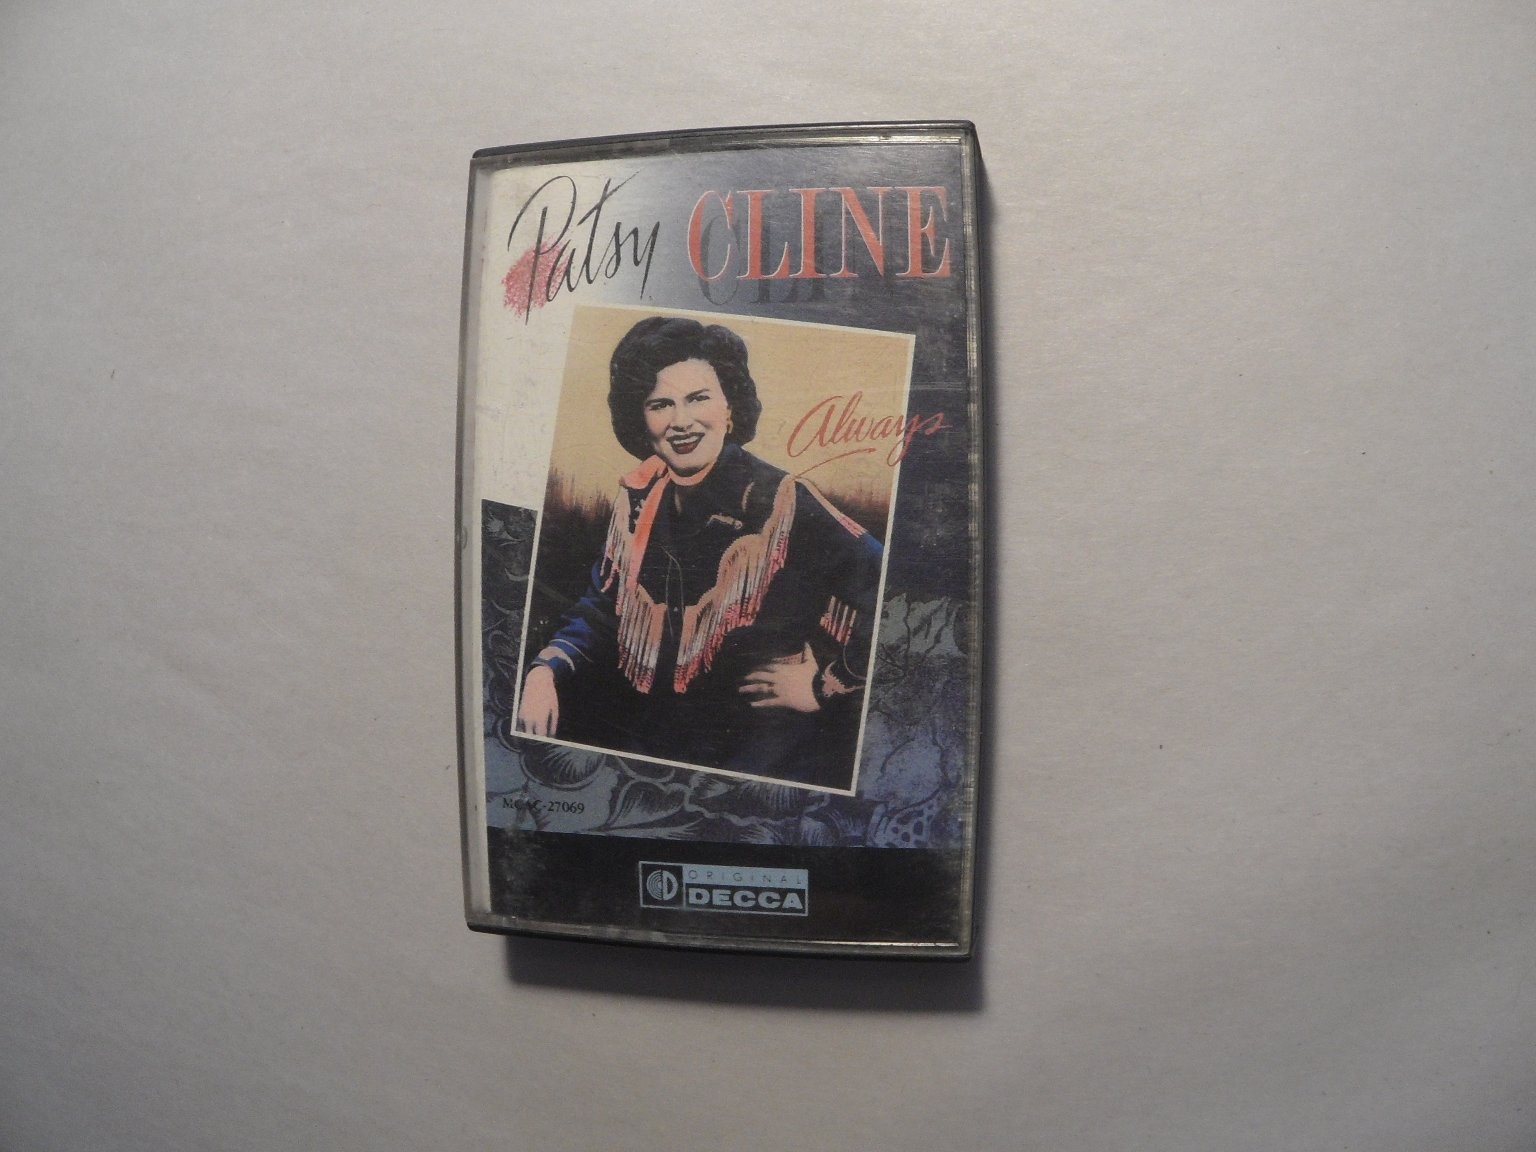 Patsy CLINE
Always
MCAC-27069
ORIGINAL
DECCA